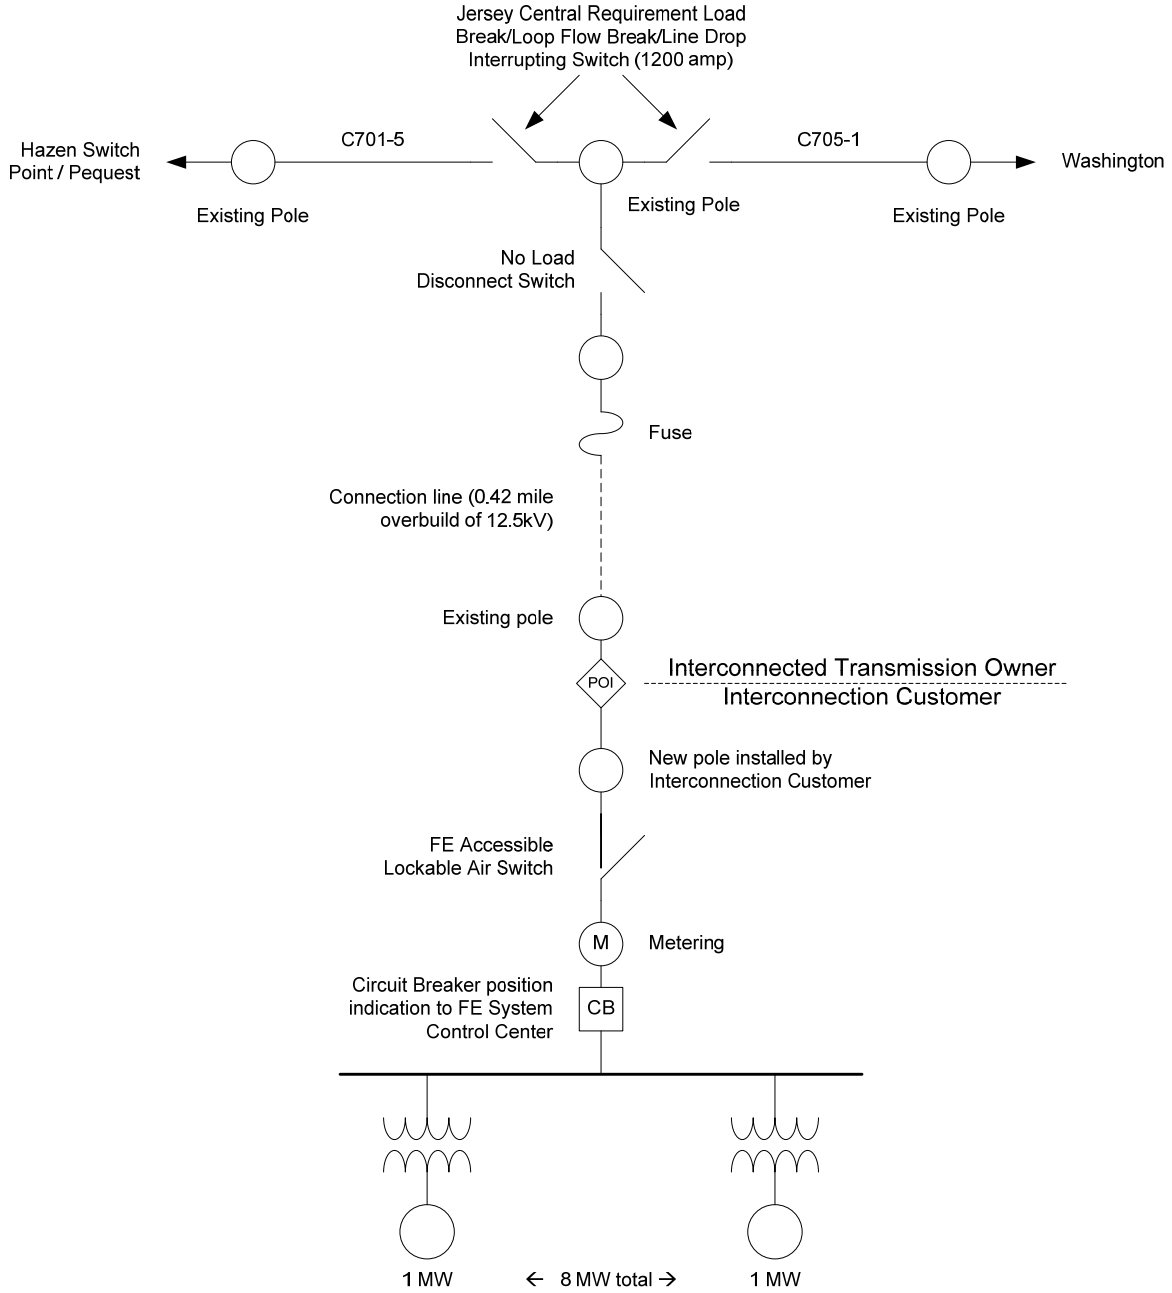 Jersey Central Requirement Load
Break/Loop Flow Break/Line Drop
Interrupting Switch (1200 amp)
Hazen Switch
Point / Pequest
C701-5
C705-1
Washington
Existing Pole
Existing Pole
Existing Pole
No Load
Disconnect Switch
Fuse
Connection line (0.42 mile
overbuild of 12.5kV)
Existing pole
POI
Interconnected Transmission Owner
Interconnection Customer
New pole installed by
Interconnection Customer
FE Accessible
Lockable Air Switch
M
Metering
Circuit Breaker position
indication to FE System
Control Center
CB
1 MW
← 8 MW total →
1 MW